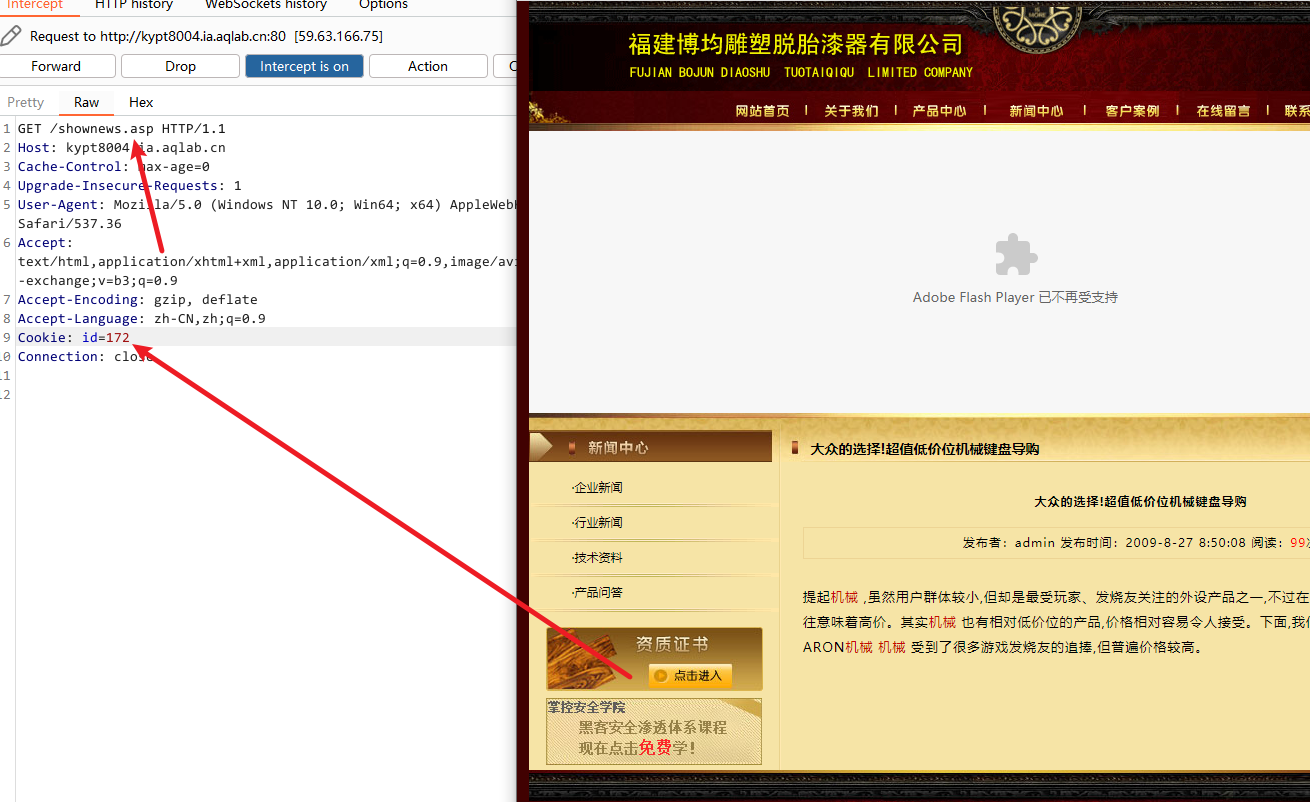 Intercept HTTP history WebSockets history Options
Request to http://kypt8004.ia.aqlab.cn:80 [59.63.166.75]
Forward Drop Intercept is on Action
Pretty Raw Hex
1 GET /shownews.asp HTTP/1.1
2 Host: kypt8004.ia.aqlab.cn
3 Cache-Control: max-age=0
4 Upgrade-Insecure-Requests: 1
5 User-Agent: Mozilla/5.0 (Windows NT 10.0; Win64; x64)
Safari/537.36
6 Accept:
text/html,application/xhtml+xml,application/xml;q=0.9,
-exchange;v=b3;q=0.9
7 Accept-Encoding: gzip, deflate
8 Accept-Language: zh-CN,zh;q=0.9
9 Cookie: id=172
10 Connection: close
11
12
福建博均雕塑脱胎漆器有限公司
FUJIAN BOJUN DIAOSHU TUOTAIQIQU LIMITED COMPANY
网站首页 | 关于我们 | 产品中心 | 新闻中心 | 客户案例 | 在线留言 | 联系
Adobe Flash Player 已不再受支持
新闻中心
·企业新闻
·行业新闻
·技术资料
·产品问答
资质证书
点击进入
掌控安全学院
黑客安全渗透体系课程
现在点击免费学!
大众的选择!超值低价位机械键盘导购
大众的选择!超值低价位机械键盘导购
发布者：admin 发布时间：2009-8-27 8:50:08 阅读：99
提起机械 ,虽然用户群体较小,但却是最受玩家、发烧友关注的外设产品之一,不过在
往意味着高价。其实机械 也有相对低价位的产品,价格相对容易令人接受。下面,我
ARON机械 机械 受到了很多游戏发烧友的追捧,但普遍价格较高。